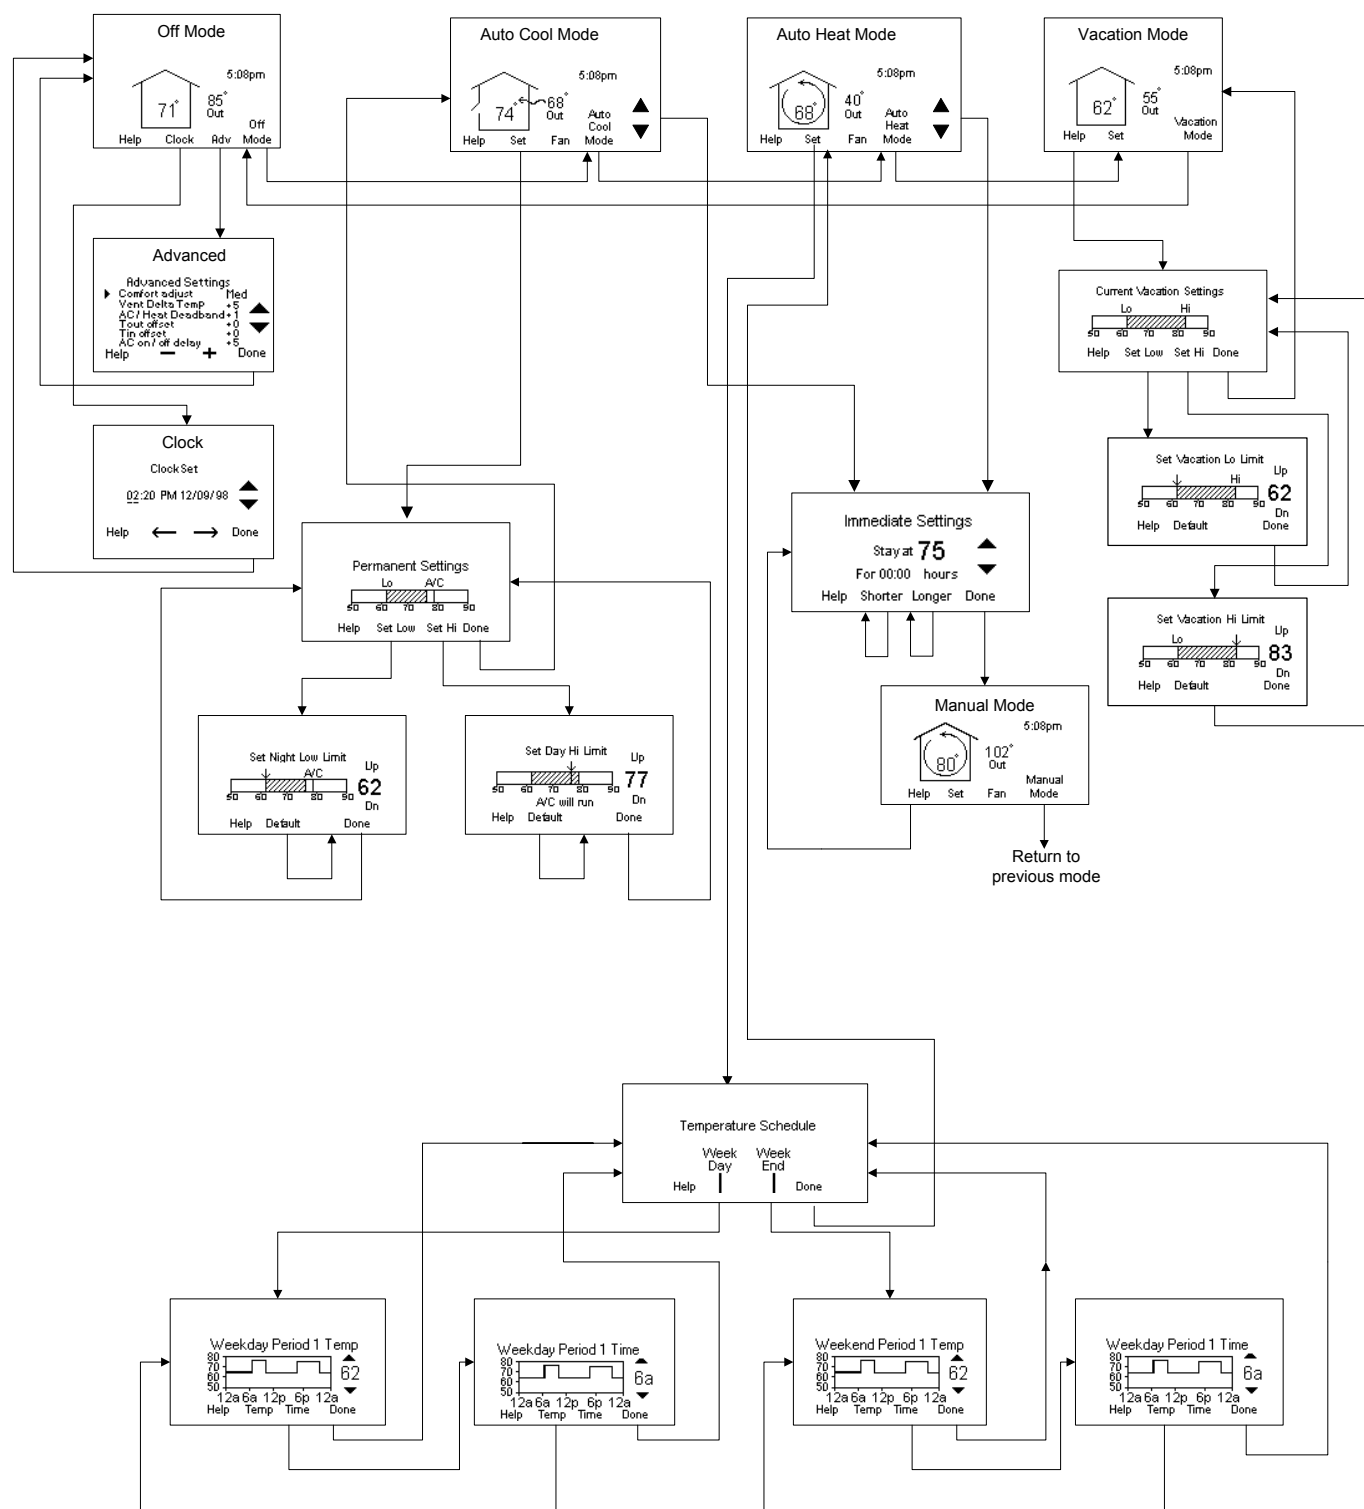 Off Mode
5:08pm
71°
85°
Out
Off
Help Clock Adv Mode
Auto Cool Mode
5:08pm
74°
68°
Out
Auto
Cool
Help Set Fan Mode
Auto Heat Mode
5:08pm
68°
40°
Out
Auto
Heat
Help Set Fan Mode
Vacation Mode
5:08pm
62°
55°
Out
Vacation
Help Set Mode
Advanced
Advanced Settings
Comfort adjust Med
Vent Delta Temp +5
AC / Heat Deadband +1
Tout offset +0
Tin offset +0
AC on / off delay +5
Help − + Done
Clock
Clock Set
02:20 PM 12/09/98
Help ← → Done
Current Vacation Settings
Lo Hi
50 60 70 80 90
Help Set Low Set Hi Done
Set Vacation Lo Limit
Up
Hi
62
50 60 70 80 90
Dn
Help Default Done
Set Vacation Hi Limit
Up
Lo
83
50 60 70 80 90
Dn
Help Default Done
Immediate Settings
Stay at 75
For 00:00 hours
Help Shorter Longer Done
Permanent Settings
Lo A/C
50 60 70 80 90
Help Set Low Set Hi Done
Set Night Low Limit
Up
A/C
62
50 60 70 80 90
Dn
Help Default Done
Set Day Hi Limit
Up
77
50 60 70 80 90
Dn
A/C will run
Help Default Done
Manual Mode
5:08pm
80°
102°
Out
Manual
Help Set Fan Mode
Return to
previous mode
Temperature Schedule
Week Week
Day End
Help Done
Weekday Period 1 Temp
80
70
60
50
62
12a 6a 12p 6p 12a
Help Temp Time Done
Weekday Period 1 Time
80
70
60
50
6a
12a 6a 12p 6p 12a
Help Temp Time Done
Weekend Period 1 Temp
80
70
60
50
62
12a 6a 12p 6p 12a
Help Temp Time Done
Weekday Period 1 Time
80
70
60
50
6a
12a 6a 12p 6p 12a
Help Temp Time Done